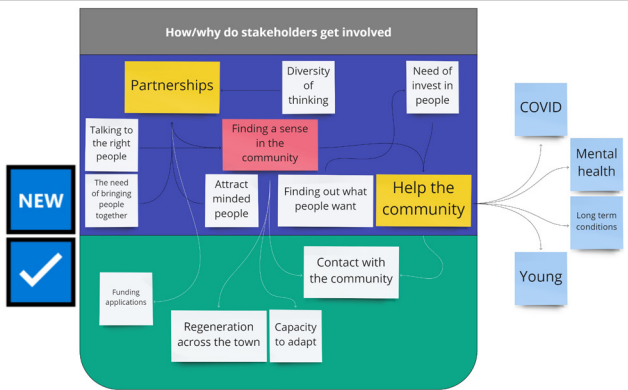 How/why do stakeholders get involved
Partnerships
Diversity
of
thinking
Need of
invest in
people
Talking to
the right
people
Finding a sense
in the
community
The need
of bringing
people
together
Attract
minded
people
Finding out what
people want
Help the
community
COVID
Mental
health
Long term
conditions
Young
NEW
Contact with
the community
Funding
applications
Regeneration
across the town
Capacity
to adapt